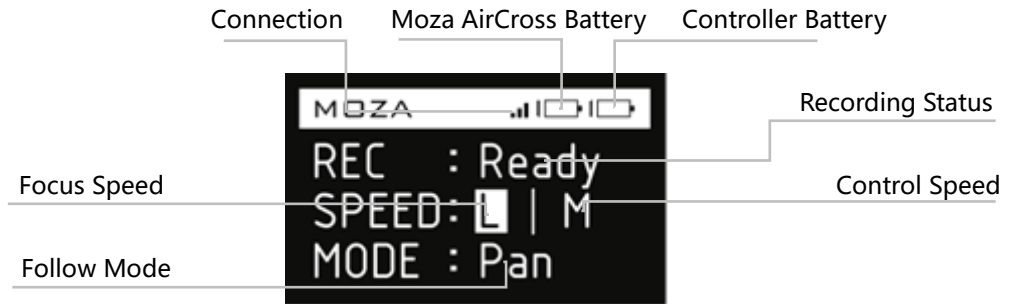 Connection Moza AirCross Battery Controller Battery
MOZA
Recording Status
REC : Ready
Focus Speed
Control Speed
SPEED: L | M
Follow Mode
MODE : Pan